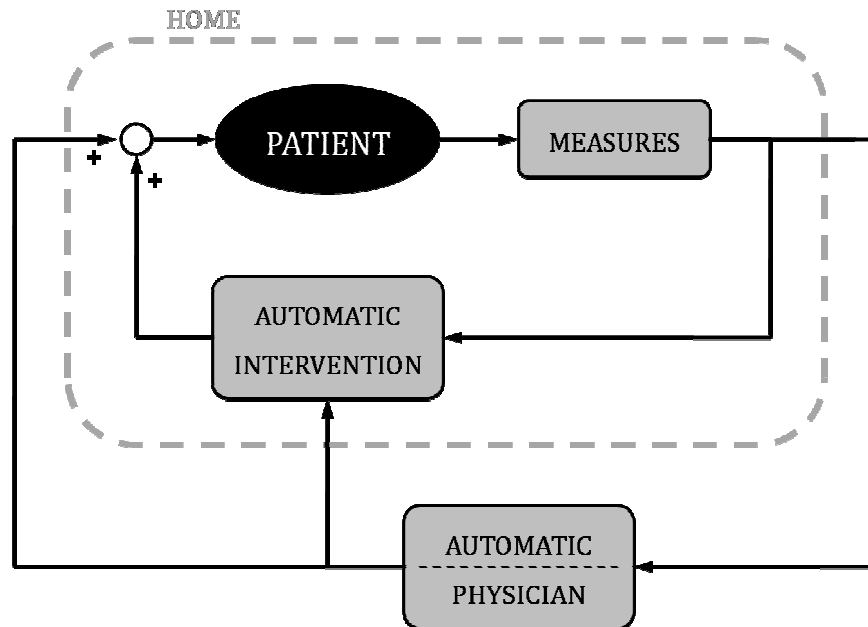 HOME
PATIENT
MEASURES
+
+
AUTOMATIC
INTERVENTION
AUTOMATIC
PHYSICIAN